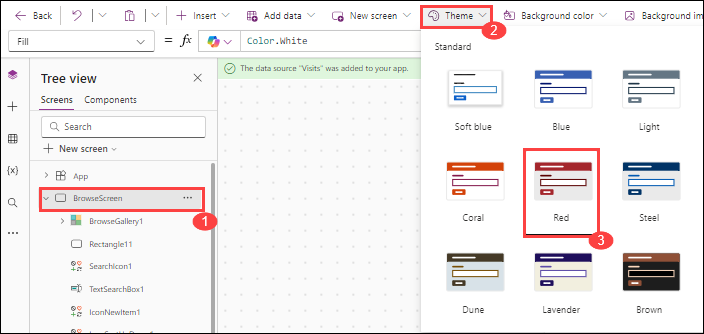 Back
Insert
Add data
New screen
Theme
Background color
Background im
2
Fill
= fx
Color.White
Tree view
The data source "Visits" was added to your app.
Standard
Screens
Components
Search
New screen
App
BrowseScreen
1
BrowseGallery1
Rectangle11
SearchIcon1
TextSearchBox1
IconNewItem1
Soft blue
Blue
Light
Coral
Red
Steel
3
Dune
Lavender
Brown
{x}